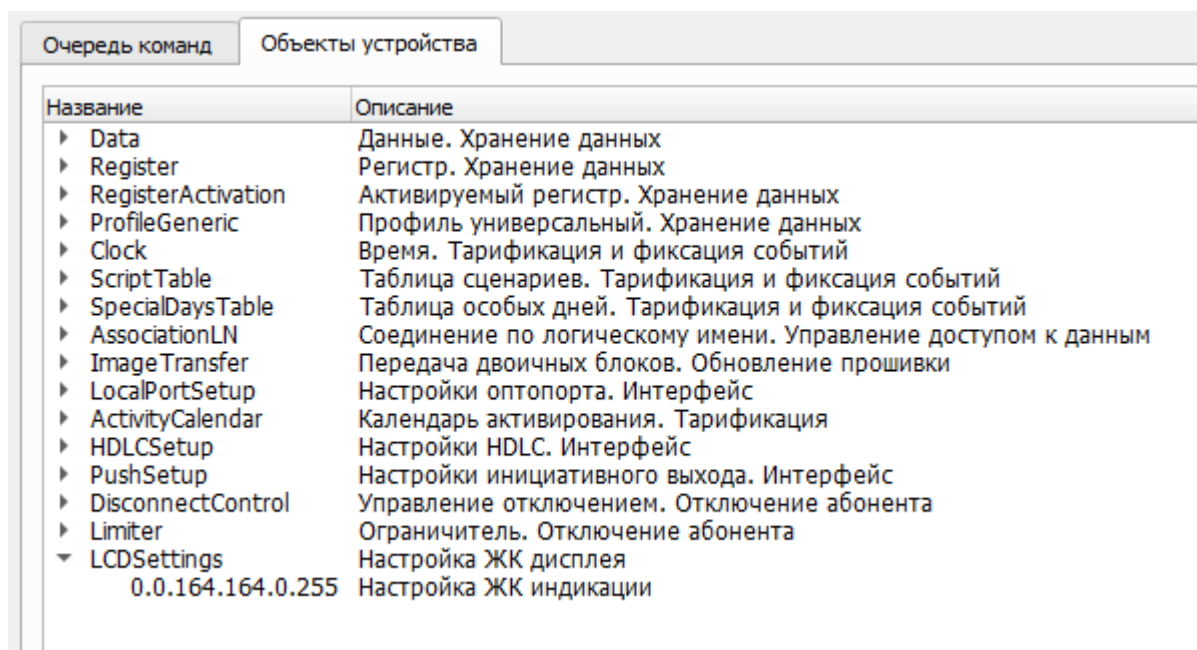 Очередь команд Объекты устройства
Название Описание
Data Данные. Хранение данных
Register Регистр. Хранение данных
RegisterActivation Активируемый регистр. Хранение данных
ProfileGeneric Профиль универсальный. Хранение данных
Clock Время. Тарификация и фиксация событий
ScriptTable Таблица сценариев. Тарификация и фиксация событий
SpecialDaysTable Таблица особых дней. Тарификация и фиксация событий
AssociationLN Соединение по логическому имени. Управление доступом к данным
ImageTransfer Передача двоичных блоков. Обновление прошивки
LocalPortSetup Настройки оптопорта. Интерфейс
ActivityCalendar Календарь активирования. Тарификация
HDLCSetup Настройки HDLC. Интерфейс
PushSetup Настройки инициативного выхода. Интерфейс
DisconnectControl Управление отключением. Отключение абонента
Limiter Ограничитель. Отключение абонента
LCDSettings Настройка ЖК дисплея
0.0.164.164.0.255 Настройка ЖК индикации